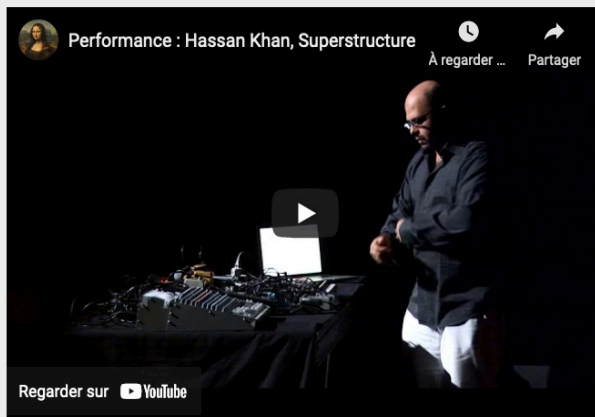 Performance : Hassan Khan, Superstructure
À regarder ...
Partager
Regarder sur YouTube